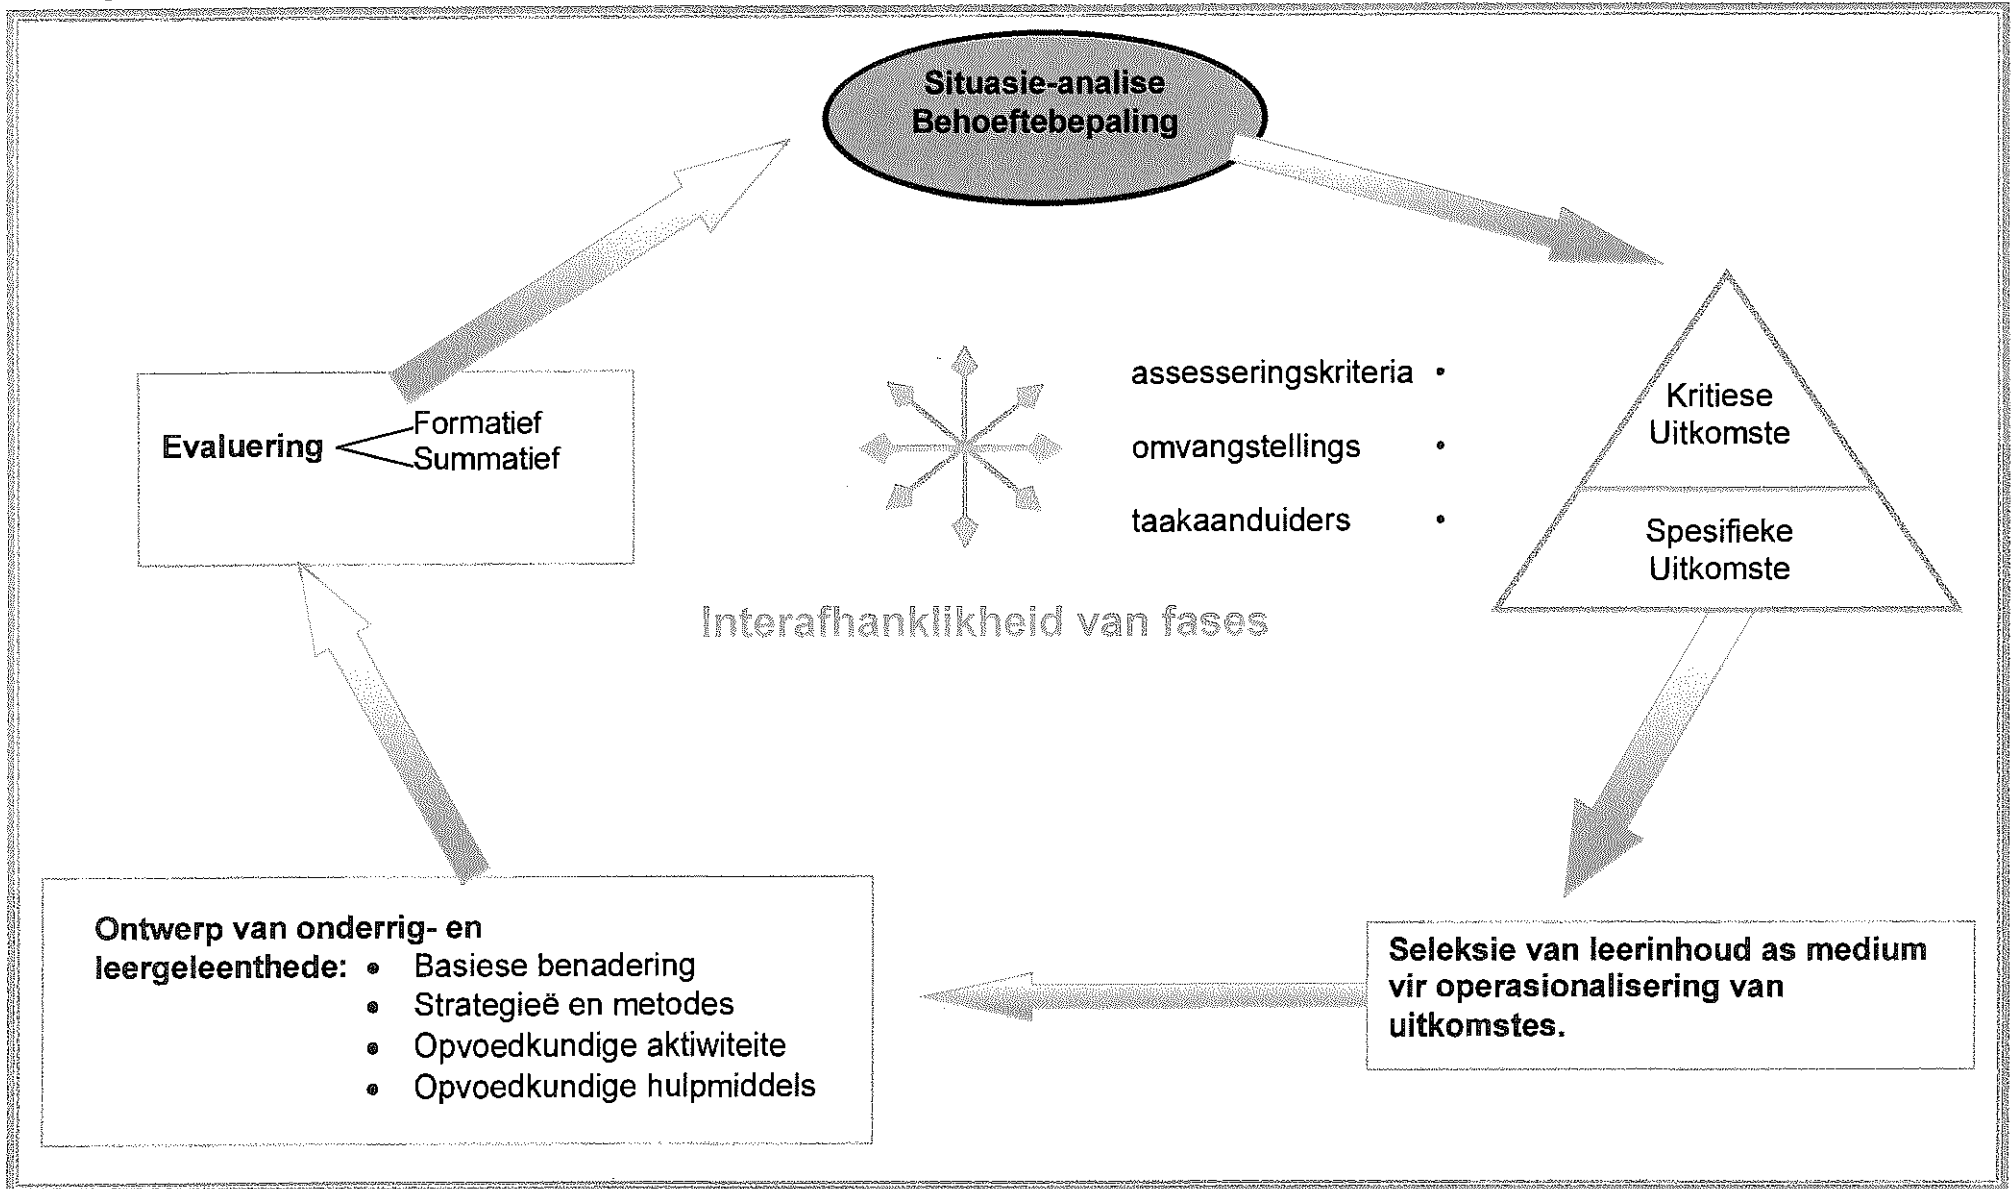 Situasie-analise
Behoeftebepaling
assesseringskriteria •
omvangstellings •
taakaanduiders •
Kritiese
Uitkomste
Spesifieke
Uitkomste
Evaluering
Formatief
Summatief
Interafhanklikheid van fases
Ontwerp van onderrig- en
leergeleenthede: • Basiese benadering
• Strategieë en metodes
• Opvoedkundige aktiwiteite
• Opvoedkundige hulpmiddels
Seleksie van leerinhoud as medium
vir operasionalisering van
uitkomstes.